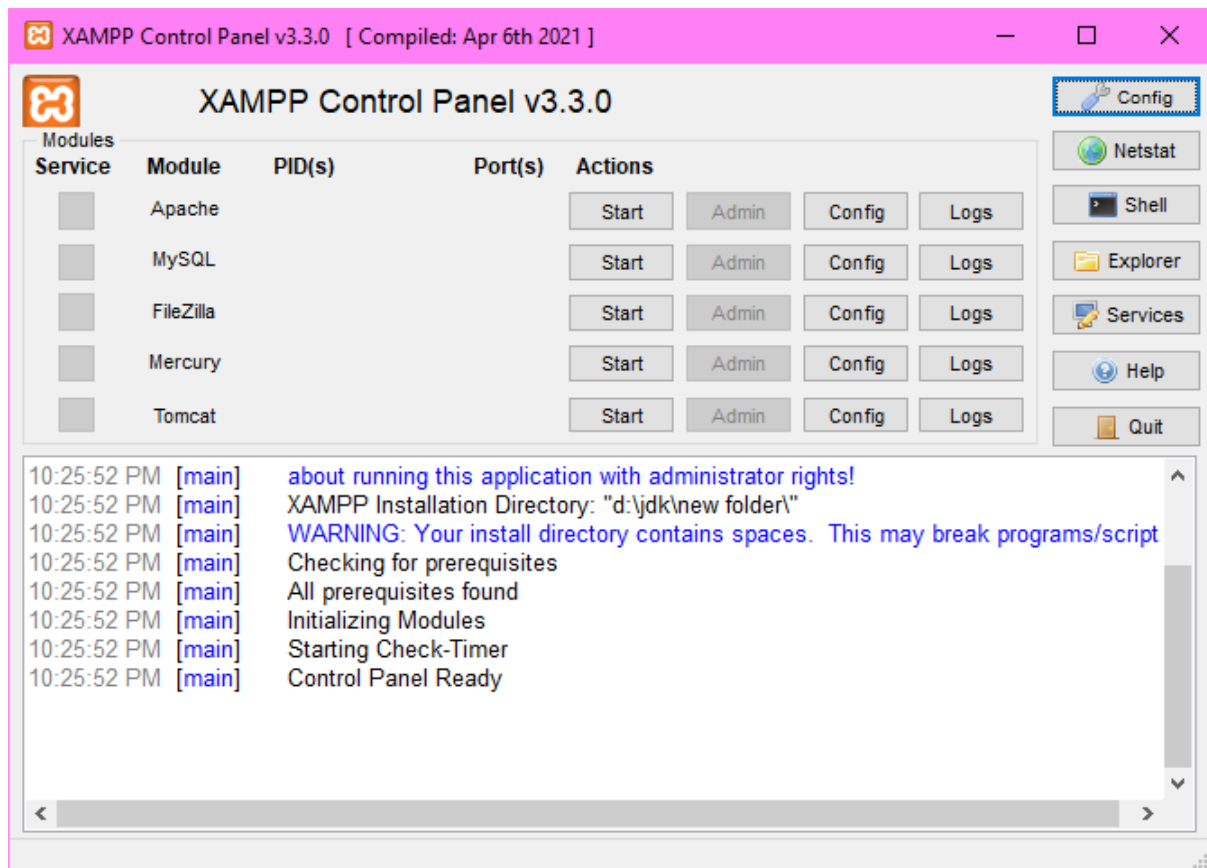 XAMPP Control Panel v3.3.0 [ Compiled: Apr 6th 2021 ]
XAMPP Control Panel v3.3.0
Config
Modules
Netstat
Service Module PID(s) Port(s) Actions
Apache Start Admin Config Logs
Shell
MySQL Start Admin Config Logs
Explorer
FileZilla Start Admin Config Logs
Services
Mercury Start Admin Config Logs
Help
Tomcat Start Admin Config Logs
Quit
10:25:52 PM [main] about running this application with administrator rights!
10:25:52 PM [main] XAMPP Installation Directory: "d:\jdk\new folder\"
10:25:52 PM [main] WARNING: Your install directory contains spaces. This may break programs/script
10:25:52 PM [main] Checking for prerequisites
10:25:52 PM [main] All prerequisites found
10:25:52 PM [main] Initializing Modules
10:25:52 PM [main] Starting Check-Timer
10:25:52 PM [main] Control Panel Ready